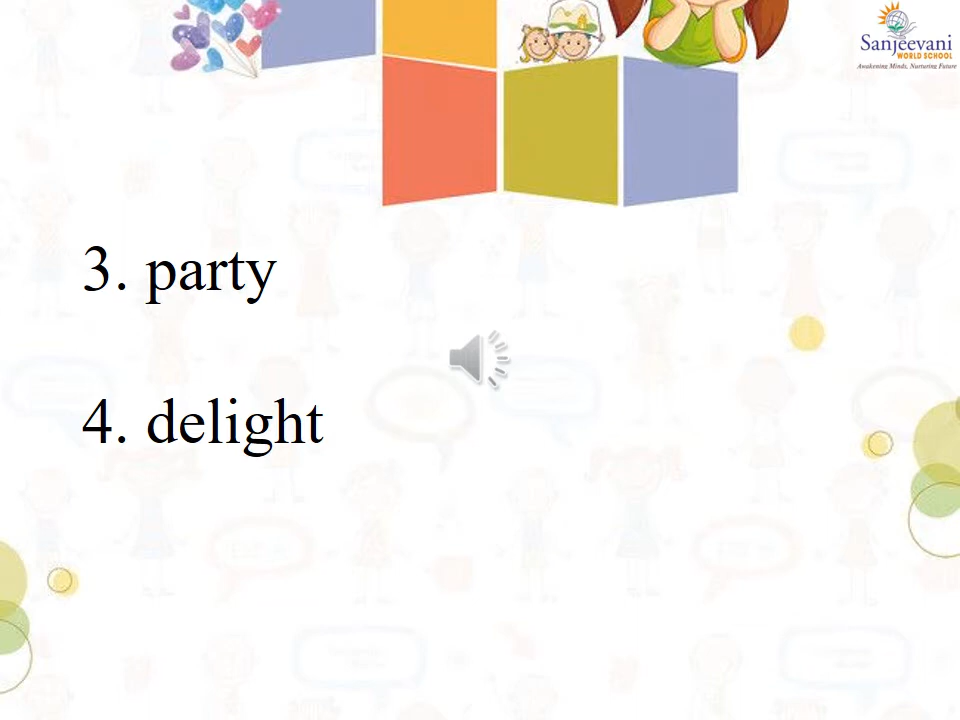 Sanjeevani
WORLD SCHOOL
Awakening Minds, Nurturing Future
3. party
4. delight